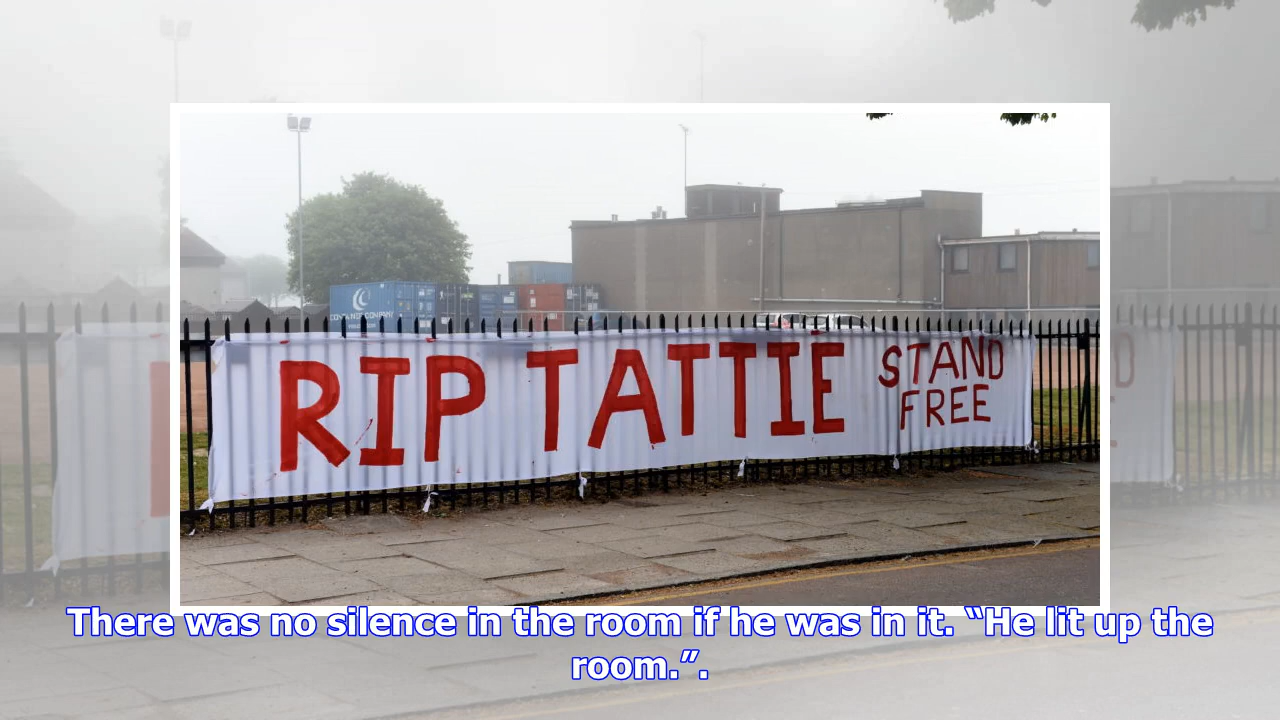 RIP TATTIE STAND
FREE
There was no silence in the room if he was in it. “He lit up the
room.”.